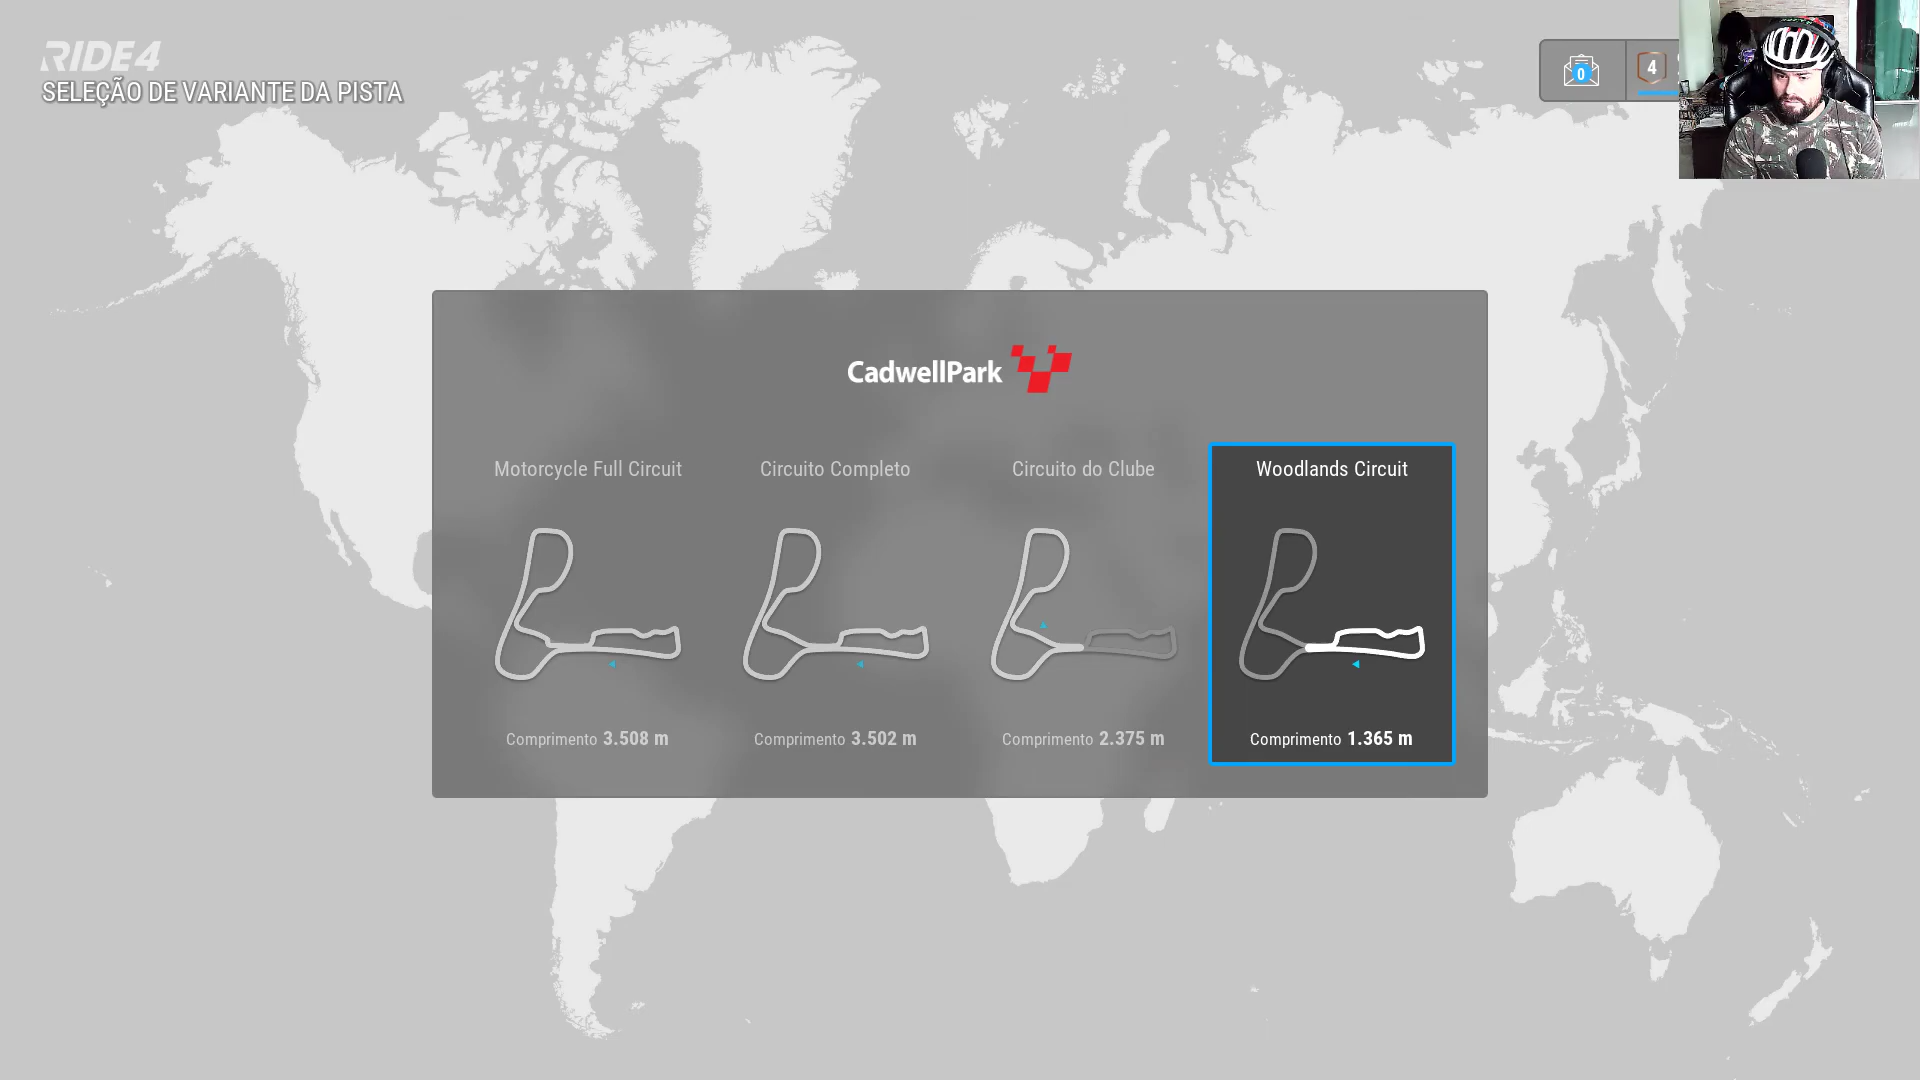 RIDE4
SELEÇÃO DE VARIANTE DA PISTA
0
4
CadwellPark
Motorcycle Full Circuit
Circuito Completo
Circuito do Clube
Woodlands Circuit
Comprimento 3.508 m
Comprimento 3.502 m
Comprimento 2.375 m
Comprimento 1.365 m